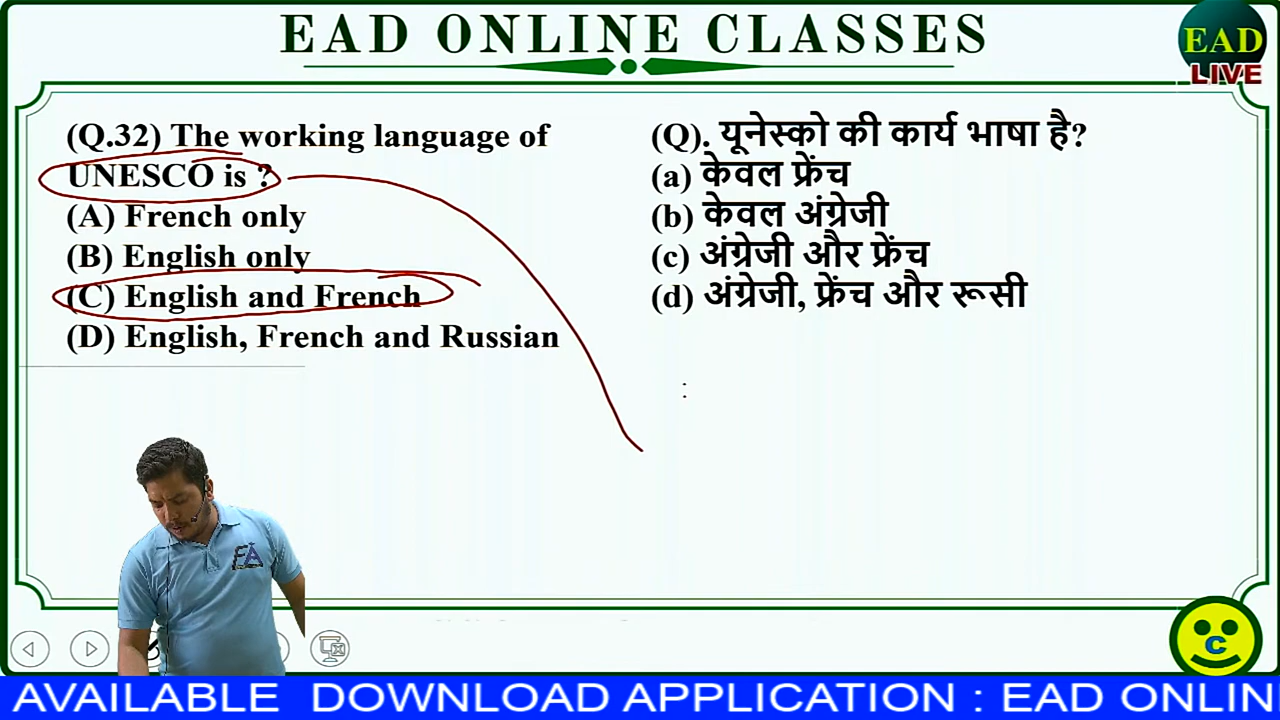 EAD ONLINE CLASSES
EAD
LIVE
(Q.32) The working language of
UNESCO is ?
(A) French only
(B) English only
(C) English and French
(D) English, French and Russian
(Q). यूनेस्को की कार्य भाषा है?
(a) केवल फ्रेंच
(b) केवल अंग्रेजी
(c) अंग्रेजी और फ्रेंच
(d) अंग्रेजी, फ्रेंच और रूसी
:
FA
C
AVAILABLE DOWNLOAD APPLICATION : EAD ONLIN